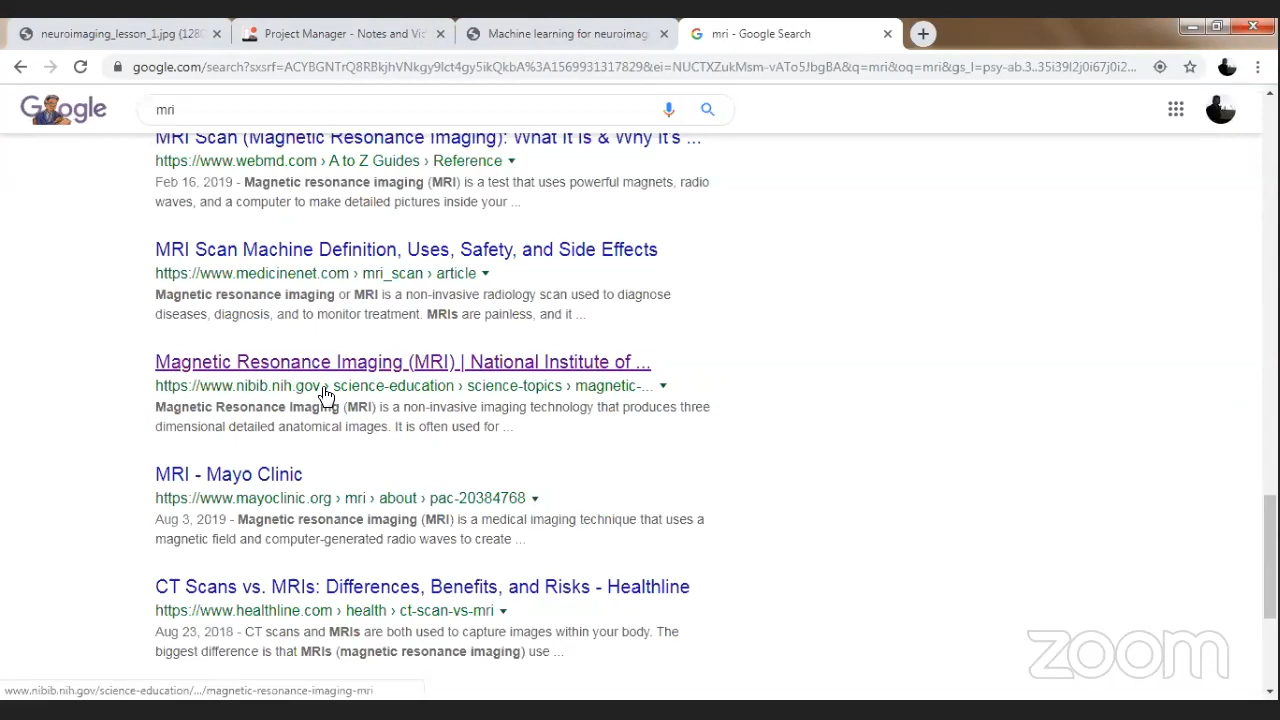 neuroimaging_lesson_1.jpg (128
Project Manager - Notes and Vi
Machine learning for neuroimag
mri - Google Search
google.com/search?sxsrf=ACYBGNTrQ8RBkjhVNkgy9lct4gy5ikQkbA%3A1569931317829&ei=NUCTXZukMsm-vATo5JbgBA&q=mri&oq=mri&gs_l=psy-ab.3..35i39l2j0i67j0i2...
Google
mri
MRI Scan (Magnetic Resonance Imaging): What It Is & Why It's ...
https://www.webmd.com › A to Z Guides › Reference
Feb 16, 2019 - Magnetic resonance imaging (MRI) is a test that uses powerful magnets, radio
waves, and a computer to make detailed pictures inside your ...
MRI Scan Machine Definition, Uses, Safety, and Side Effects
https://www.medicinenet.com › mri_scan › article
Magnetic resonance imaging or MRI is a non-invasive radiology scan used to diagnose
diseases, diagnosis, and to monitor treatment. MRIs are painless, and it ...
Magnetic Resonance Imaging (MRI) | National Institute of ...
https://www.nibib.nih.gov › science-education › science-topics › magnetic-...
Magnetic Resonance Imaging (MRI) is a non-invasive imaging technology that produces three
dimensional detailed anatomical images. It is often used for ...
MRI - Mayo Clinic
https://www.mayoclinic.org › mri › about › pac-20384768
Aug 3, 2019 - Magnetic resonance imaging (MRI) is a medical imaging technique that uses a
magnetic field and computer-generated radio waves to create ...
CT Scans vs. MRIs: Differences, Benefits, and Risks - Healthline
https://www.healthline.com › health › ct-scan-vs-mri
Aug 23, 2018 - CT scans and MRIs are both used to capture images within your body. The
biggest difference is that MRIs (magnetic resonance imaging) use ...
zoom
www.nibib.nih.gov/science-education/.../magnetic-resonance-imaging-mri